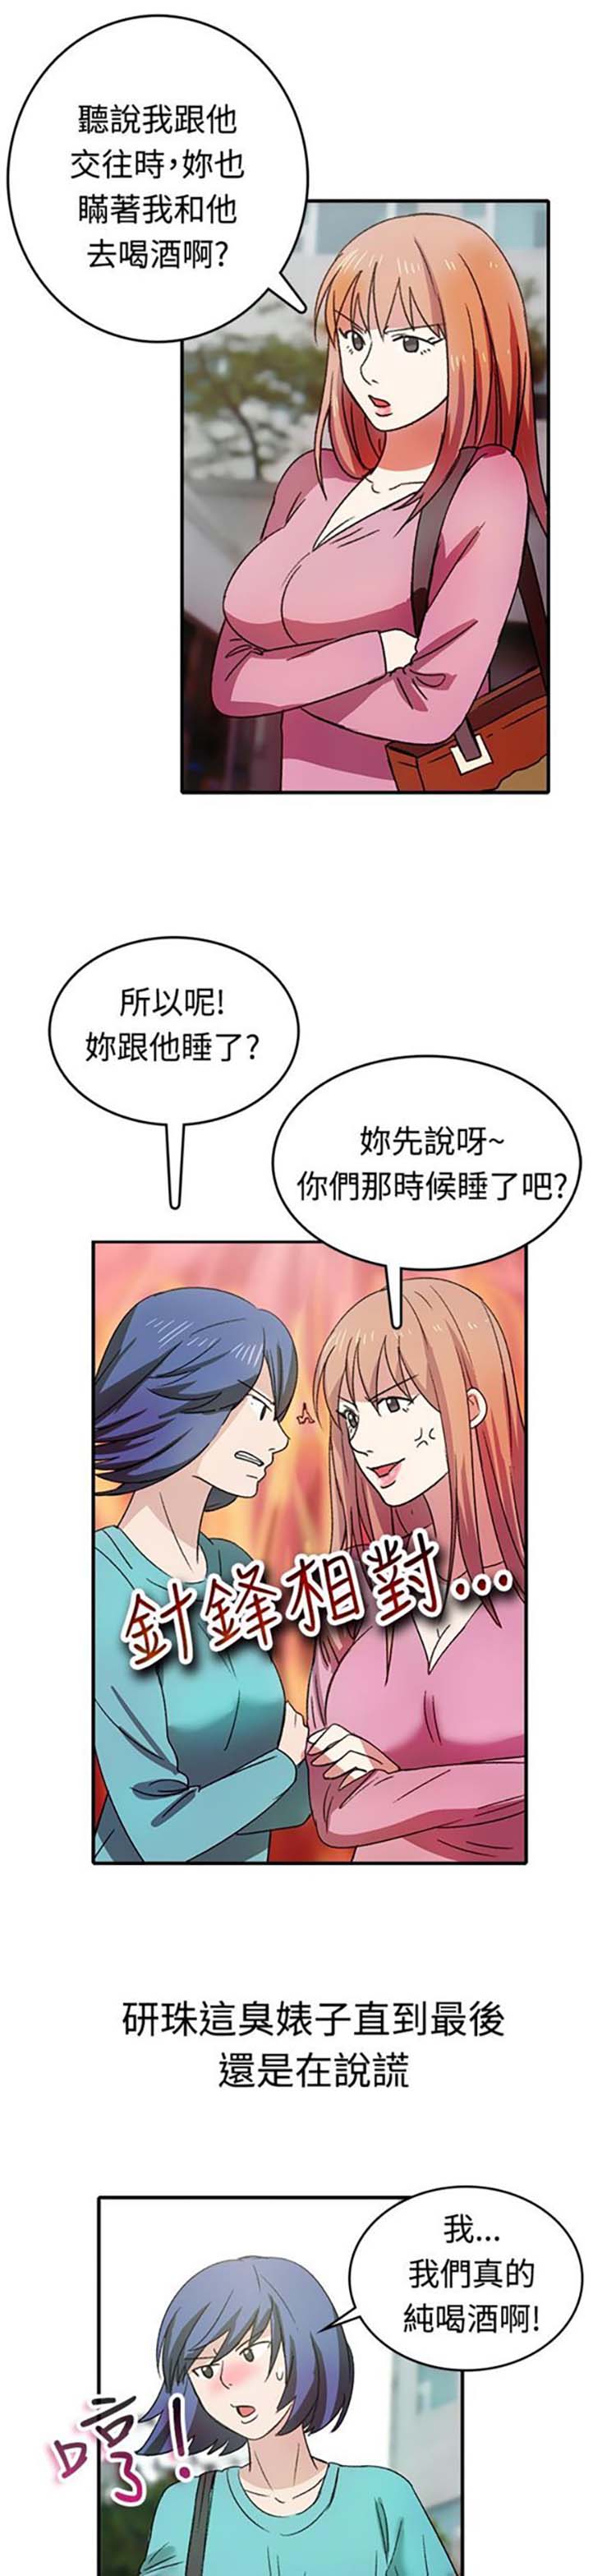 聽說我跟他
交往時，妳也
瞞著我和他
去喝酒啊?
所以呢!
妳跟他睡了?
妳先說呀~
你們那時候睡了吧?
針鋒相對...
研珠這臭婊子直到最後
還是在說謊
我...
我們真的
純喝酒啊!
哼!